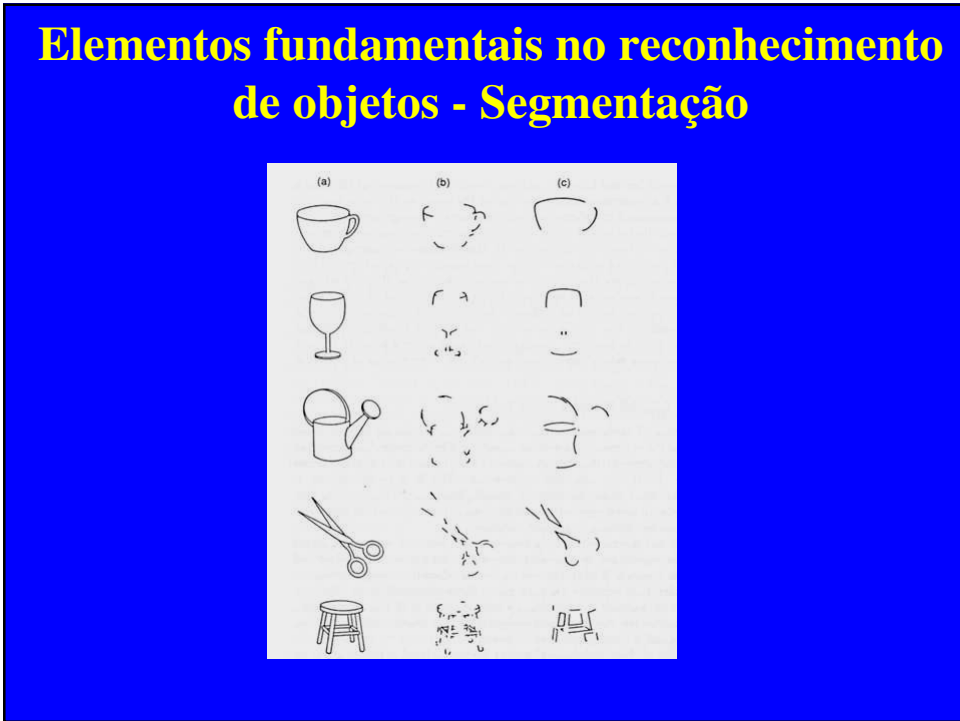 Elementos fundamentais no reconhecimento
de objetos - Segmentação
(a) (b) (c)